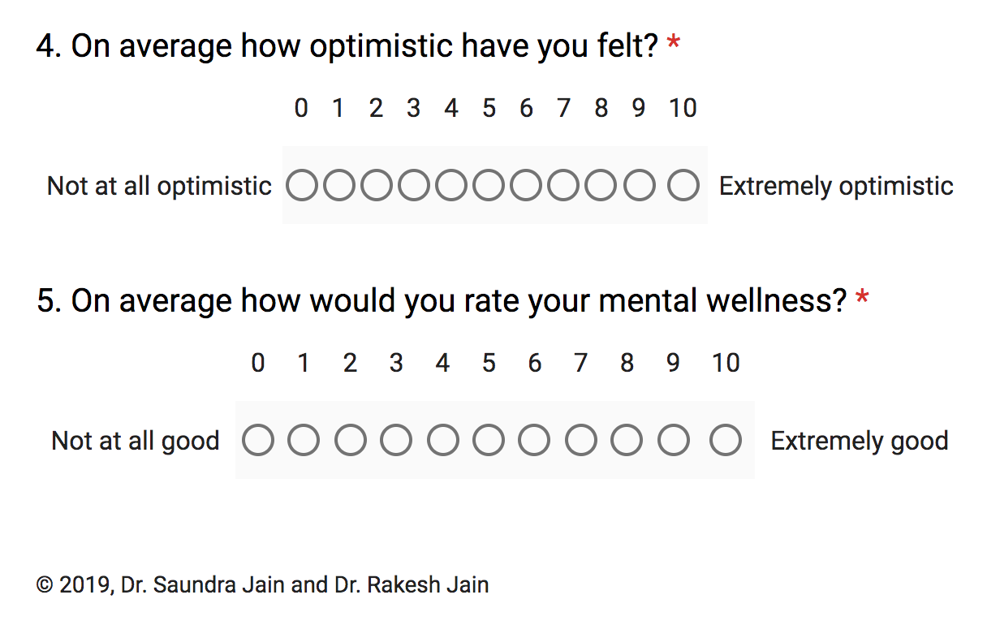 4. On average how optimistic have you felt? *
0 1 2 3 4 5 6 7 8 9 10
Not at all optimistic Extremely optimistic
5. On average how would you rate your mental wellness? *
0 1 2 3 4 5 6 7 8 9 10
Not at all good Extremely good
© 2019, Dr. Saundra Jain and Dr. Rakesh Jain